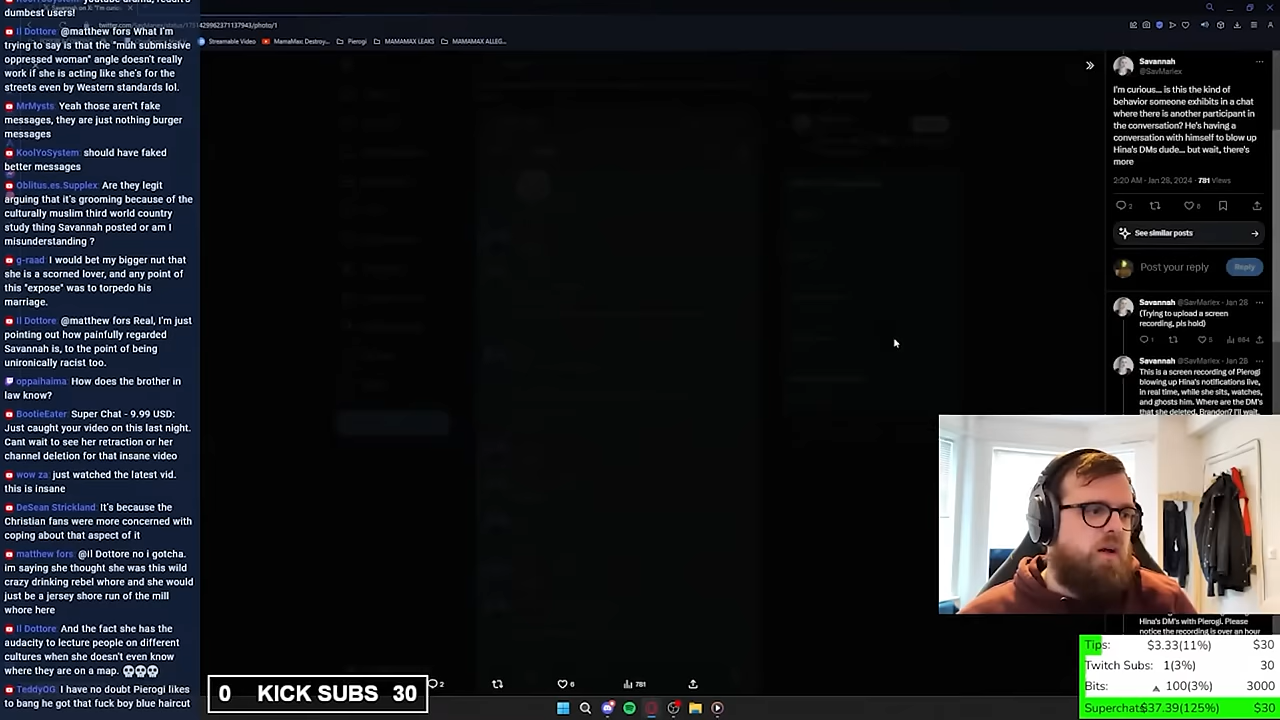 dumbest users!
Il Dottore @matthew fors What I'm
trying to say is that the "muh submissive
oppressed woman" angle doesn't really
work if she is acting like she's for the
streets even by Western standards lol.
MrMysts Yeah those aren't fake
messages, they are just nothing burger
messages
KoolYoSystem should have faked
better messages
Oblitus.es.Supplex: Are they legit
arguing that it's grooming because of the
culturally muslim third world country
study thing Savannah posted or am I
misunderstanding ?
g-raad: I would bet my bigger nut that
she is a scorned lover, and any point of
this "expose" was to torpedo his
marriage.
Il Dottore: @matthew fors Real, I'm just
pointing out how painfully regarded
Savannah is, to the point of being
unironically racist too.
oppaihaima: How does the brother in
law know?
BootieEater: Super Chat - 9.99 USD:
Just caught your video on this last night.
Cant wait to see her retraction or her
channel deletion for that insane video
wow za: just watched the latest vid.
this is insane
DeSean Strickland: It's because the
Christian fans were more concerned with
coping about that aspect of it
matthew fors: @Il Dottore no i gotcha.
im saying she thought she was this wild
crazy drinking rebel whore and she would
just be a jersey shore run of the mill
whore here
Il Dottore: And the fact she has the
audacity to lecture people on different
cultures when she doesn't even know
where they are on a map. 💀💀💀
TeddyOG I have no doubt Pierogi likes
to bang he got that fuck boy blue haircut
Streamable Video
MamaMax Destroy...
Pierogi
MAMAMAX LEAKS
MAMAMAX ALLEG...
Savannah
@SavMariex
I'm curious... is this the kind of
behavior someone exhibits in a chat
where there is another participant in
the conversation? He's having a
conversation with himself to blow up
Hina's DMs dude... but wait, there's
more
2:20 AM · Jan 28, 2024 · 781 Views
2
8
See similar posts
Post your reply
Reply
Savannah @SavMariex · Jan 28
(Trying to upload a screen
recording, pls hold)
1
5
684
Savannah @SavMariex · Jan 28
This is a screen recording of Pierogi
blowing up Hina's notifications live,
in real time, while she sits, watches,
and ghosts him. Where are the DM's
that she deleted, Brandon? I'll wait.
Hina's DM's with Pierogi. Please
notice the recording is over an hour
2
8
781
0 KICK SUBS 30
Tips: $3.33(11%) $30
Twitch Subs: 1(3%) 30
Bits: 100(3%) 3000
Superchats $37.39(125%) $30